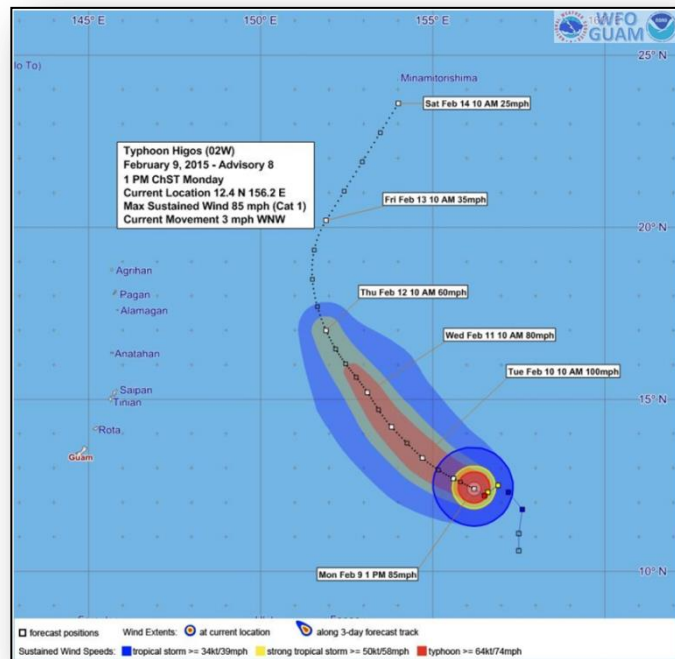 145° E
150° E
155° E
WFO
GUAM
25° N
lo To)
Minamitorishima
Sat Feb 14 10 AM 25mph
Typhoon Higos (02W)
February 9, 2015 - Advisory 8
1 PM ChST Monday
Current Location 12.4 N 156.2 E
Max Sustained Wind 85 mph (Cat 1)
Current Movement 3 mph WNW
Fri Feb 13 10 AM 35mph
20° N
Agrihan
Pagan
Alamagan
Thu Feb 12 10 AM 60mph
Wed Feb 11 10 AM 80mph
Anatahan
Tue Feb 10 10 AM 100mph
Saipan
Tinian
15° N
Rota
Guam
Mon Feb 9 1 PM 85mph
10° N
forecast positions Wind Extents: at current location along 3-day forecast track
Sustained Wind Speeds: tropical storm >= 34kt/39mph strong tropical storm >= 50kt/58mph typhoon >= 64kt/74mph